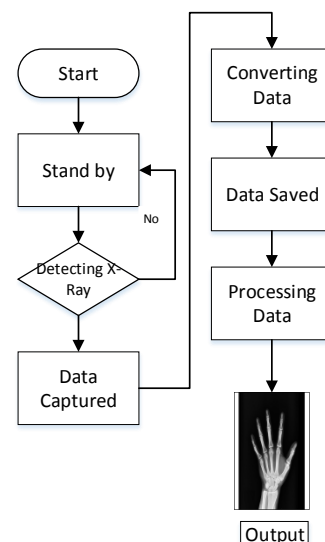 Start
Stand by
No
Detecting X-
Ray
Data
Captured
Converting
Data
Data Saved
Processing
Data
Output